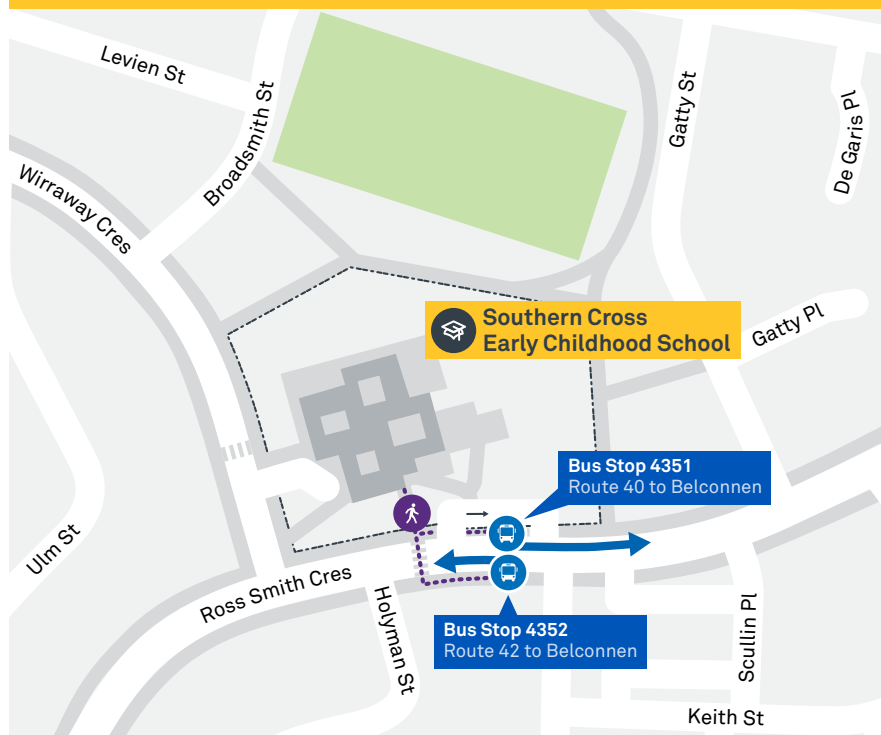 Levien St
Broadsmith St
Gatty St
De Garis Pl
Wirraway Cres
Southern Cross
Early Childhood School
Gatty Pl
Bus Stop 4351
Route 40 to Belconnen
Ulm St
Ross Smith Cres
Holyman St
Bus Stop 4352
Route 42 to Belconnen
Scullin Pl
Keith St